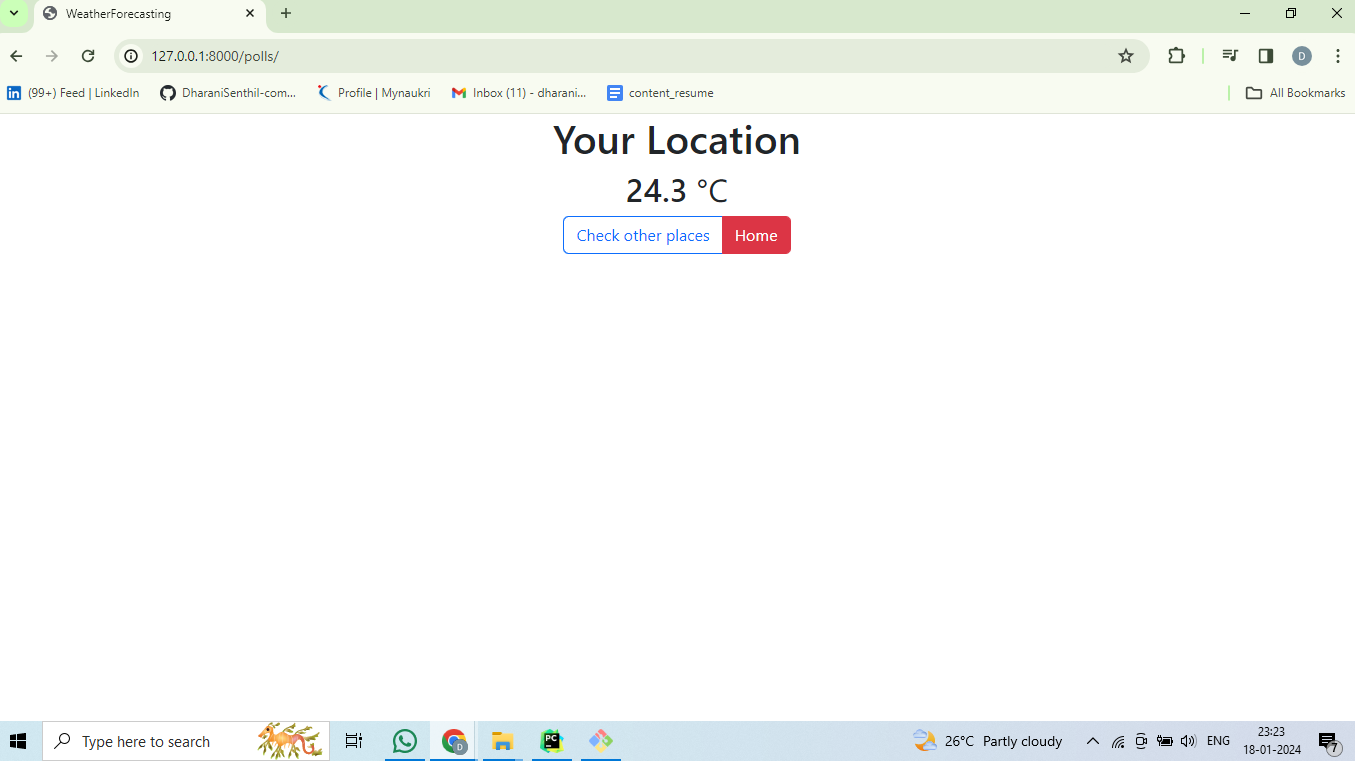 WeatherForecasting
127.0.0.1:8000/polls/
D
(99+) Feed | LinkedIn DharaniSenthil-com... Profile | Mynaukri Inbox (11) - dharani... content_resume All Bookmarks
Your Location
24.3 °C
Check other places Home
Type here to search D PC 26°C Partly cloudy ENG 23:23
18-01-2024 7